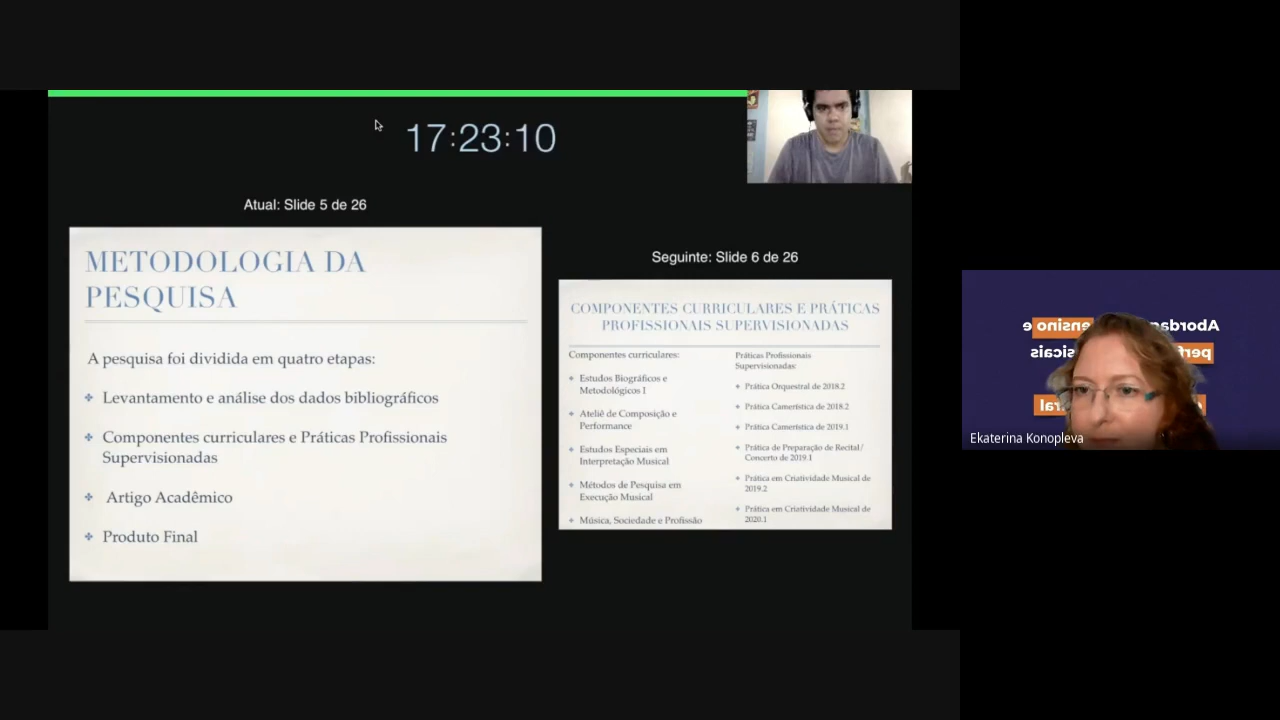 17:23:10
Atual: Slide 5 de 26
METODOLOGIA DA
PESQUISA
A pesquisa foi dividida em quatro etapas:
Levantamento e análise dos dados bibliográficos
Componentes curriculares e Práticas Profissionais
Supervisionadas
Artigo Acadêmico
Produto Final
Seguinte: Slide 6 de 26
COMPONENTES CURRICULARES E PRÁTICAS
PROFISSIONAIS SUPERVISIONADAS
Componentes curriculares:
Estudos Biográficos e
Metodológicos I
Ateliê de Composição e
Performance
Estudos Especiais em
Interpretação Musical
Métodos de Pesquisa em
Execução Musical
Música, Sociedade e Profissão
Práticas Profissionais
Supervisionadas:
Prática Orquestral de 2018.2
Prática Camerística de 2018.2
Prática Camerística de 2019.1
Prática de Preparação de Recital/
Concerto de 2019.1
Prática em Criatividade Musical de
2019.2
Prática em Criatividade Musical de
2020.1
ensino e
Ekaterina Konopleva